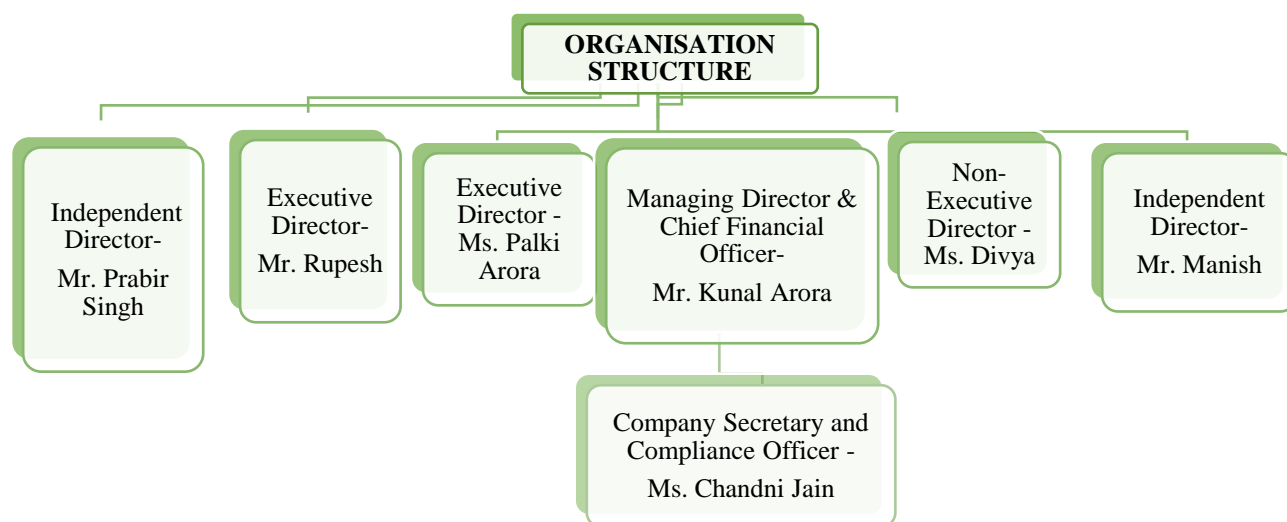 ORGANISATION
STRUCTURE
Independent
Director-
Mr. Prabir
Singh
Executive
Director-
Mr. Rupesh
Executive
Director -
Ms. Palki
Arora
Managing Director &
Chief Financial
Officer-
Mr. Kunal Arora
Non-
Executive
Director -
Ms. Divya
Independent
Director-
Mr. Manish
Company Secretary and
Compliance Officer -
Ms. Chandni Jain